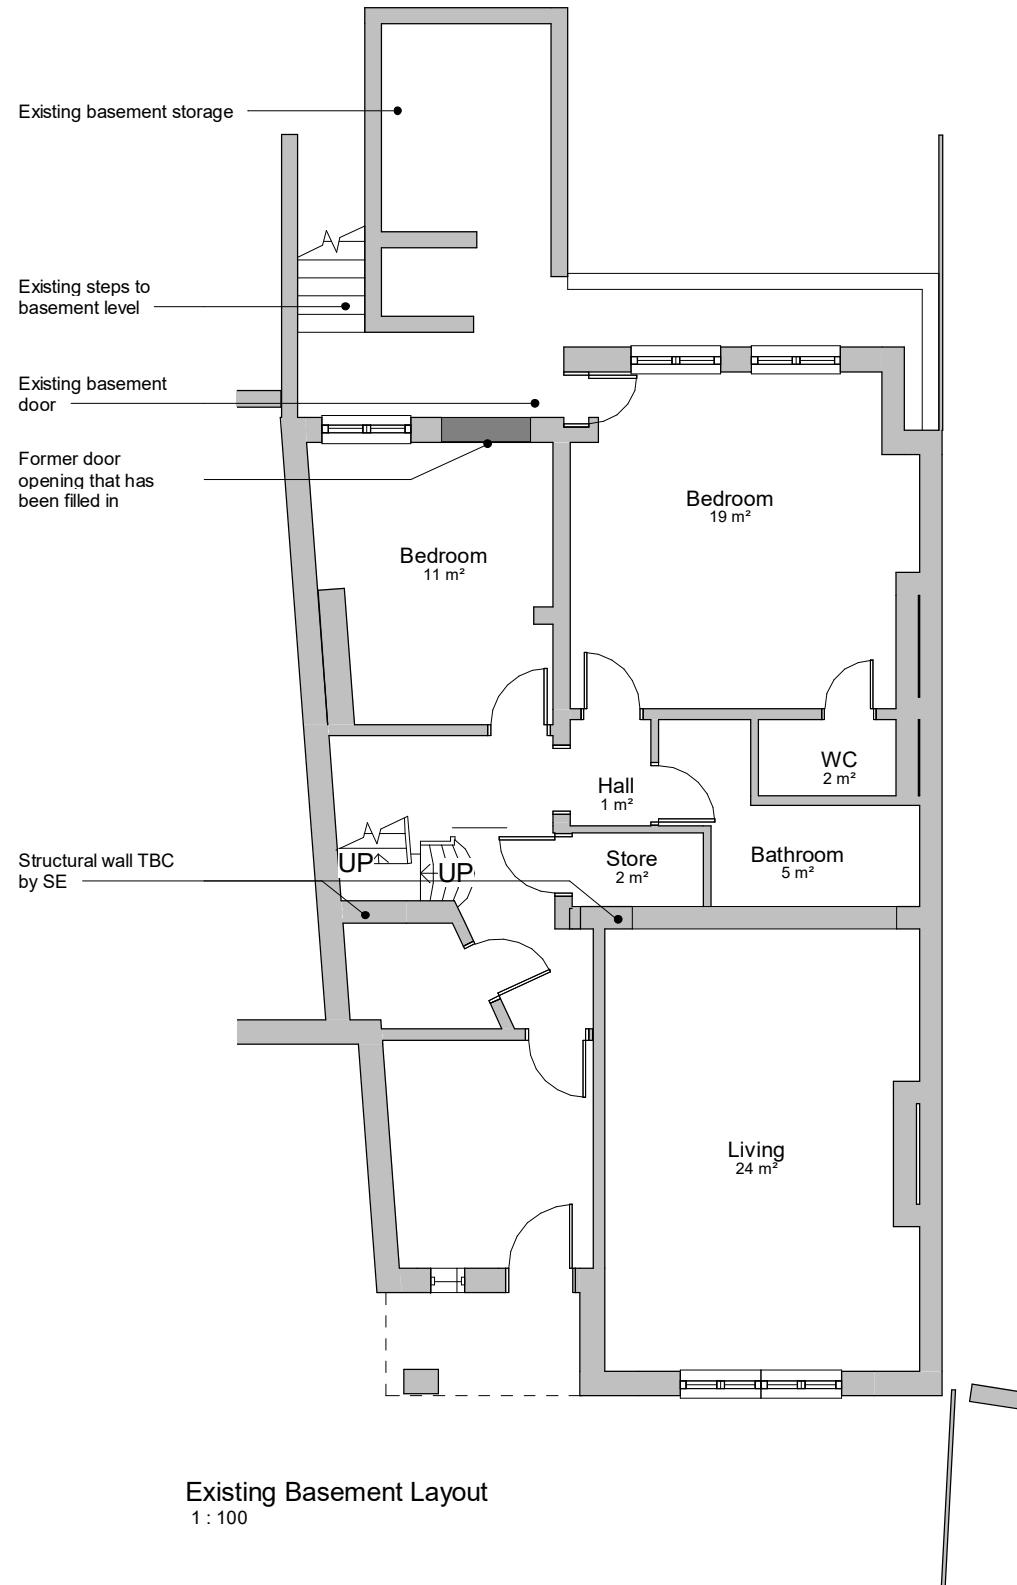 Existing basement storage
Existing steps to
basement level
Existing basement
door
Former door
opening that has
been filled in
Bedroom
19 m²
Bedroom
11 m²
WC
2 m²
Hall
1 m²
Structural wall TBC
by SE
UP
UP
Store
2 m²
Bathroom
5 m²
Living
24 m²
Existing Basement Layout
1 : 100